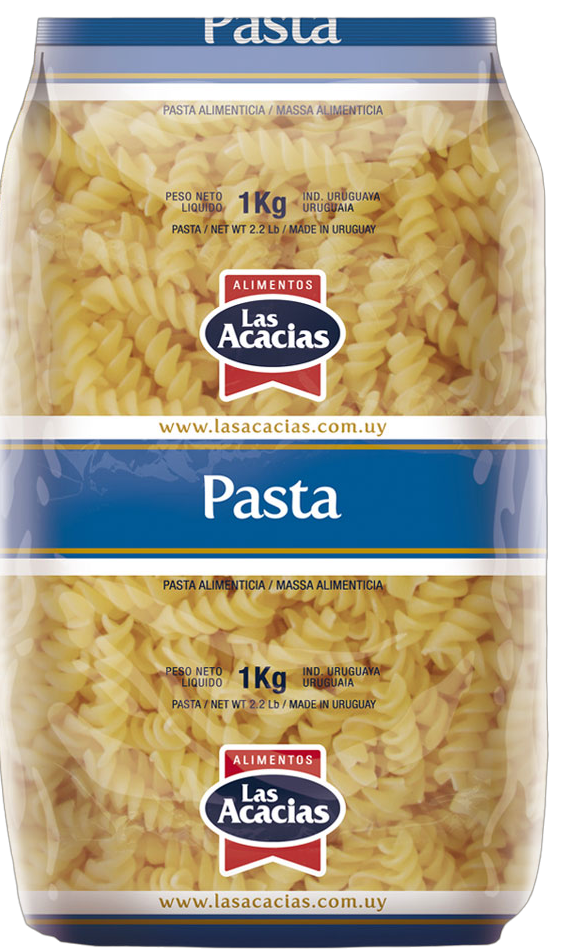 Pasta
PASTA ALIMENTICIA / MASSA ALIMENTICIA
PESO NETO
LIQUIDO
1Kg
IND. URUGUAYA
URUGUAIA
PASTA / NET WT 2.2 Lb / MADE IN URUGUAY
ALIMENTOS
Las
Acacias
www.lasacacias.com.uy
Pasta
PASTA ALIMENTICIA / MASSA ALIMENTICIA
PESO NETO
LIQUIDO
1Kg
IND. URUGUAYA
URUGUAIA
PASTA / NET WT 2.2 Lb / MADE IN URUGUAY
ALIMENTOS
Las
Acacias
www.lasacacias.com.uy